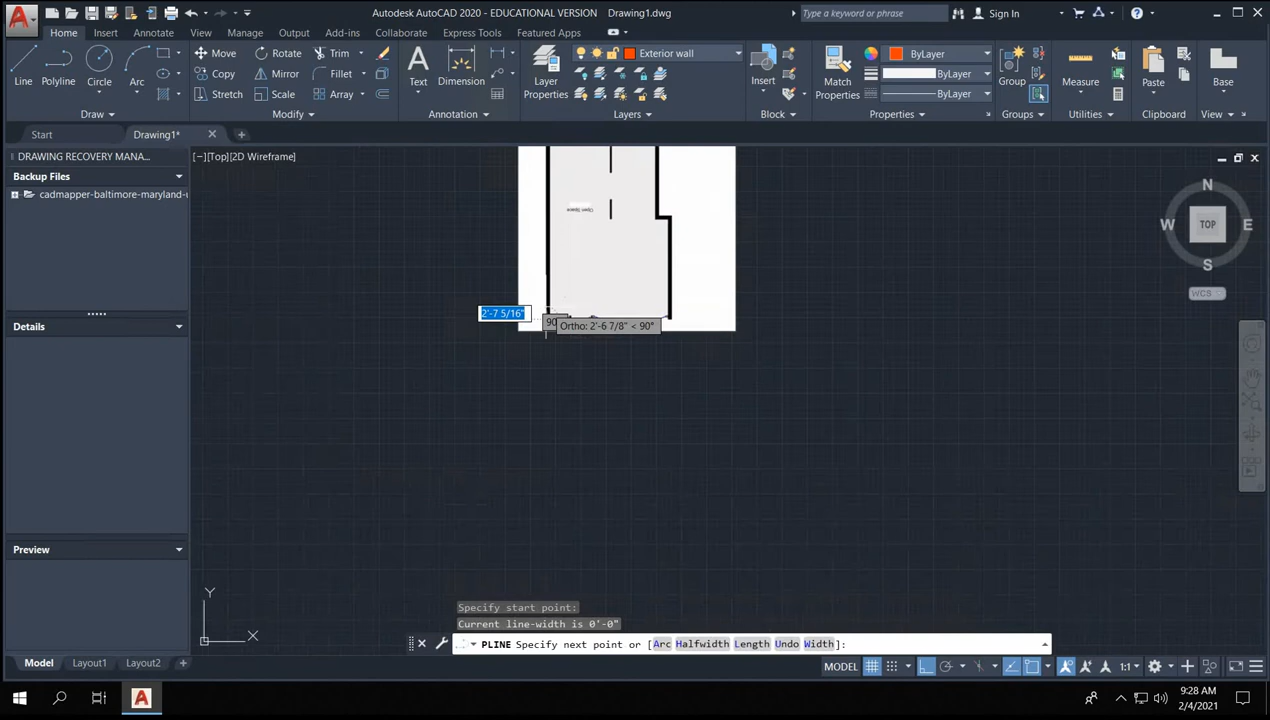 Autodesk AutoCAD 2020 - EDUCATIONAL VERSION Drawing1.dwg
Type a keyword or phrase
Sign In
Home Insert Annotate View Manage Output Add-ins Collaborate Express Tools Featured Apps
Line Polyline Circle Arc
Move Rotate Trim
Copy Mirror Fillet
Stretch Scale Array
Text Dimension
Layer Properties
Exterior wall
Insert
Match Properties
ByLayer
ByLayer
ByLayer
Group Measure Paste Base
Draw Modify Annotation Layers Block Properties Groups Utilities Clipboard View
Start Drawing1*
DRAWING RECOVERY MANA...
[−][Top][2D Wireframe]
Backup Files
cadmapper-baltimore-maryland-u
N
W TOP E
S
WCS
Open Space
2'-7 5/16"
90
Ortho: 2'-6 7/8" < 90°
Details
Preview
Y
X
Specify start point:
Current line-width is 0'-0"
PLINE Specify next point or [Arc Halfwidth Length Undo Width]:
Model Layout1 Layout2
MODEL
1:1
9:28 AM
2/4/2021